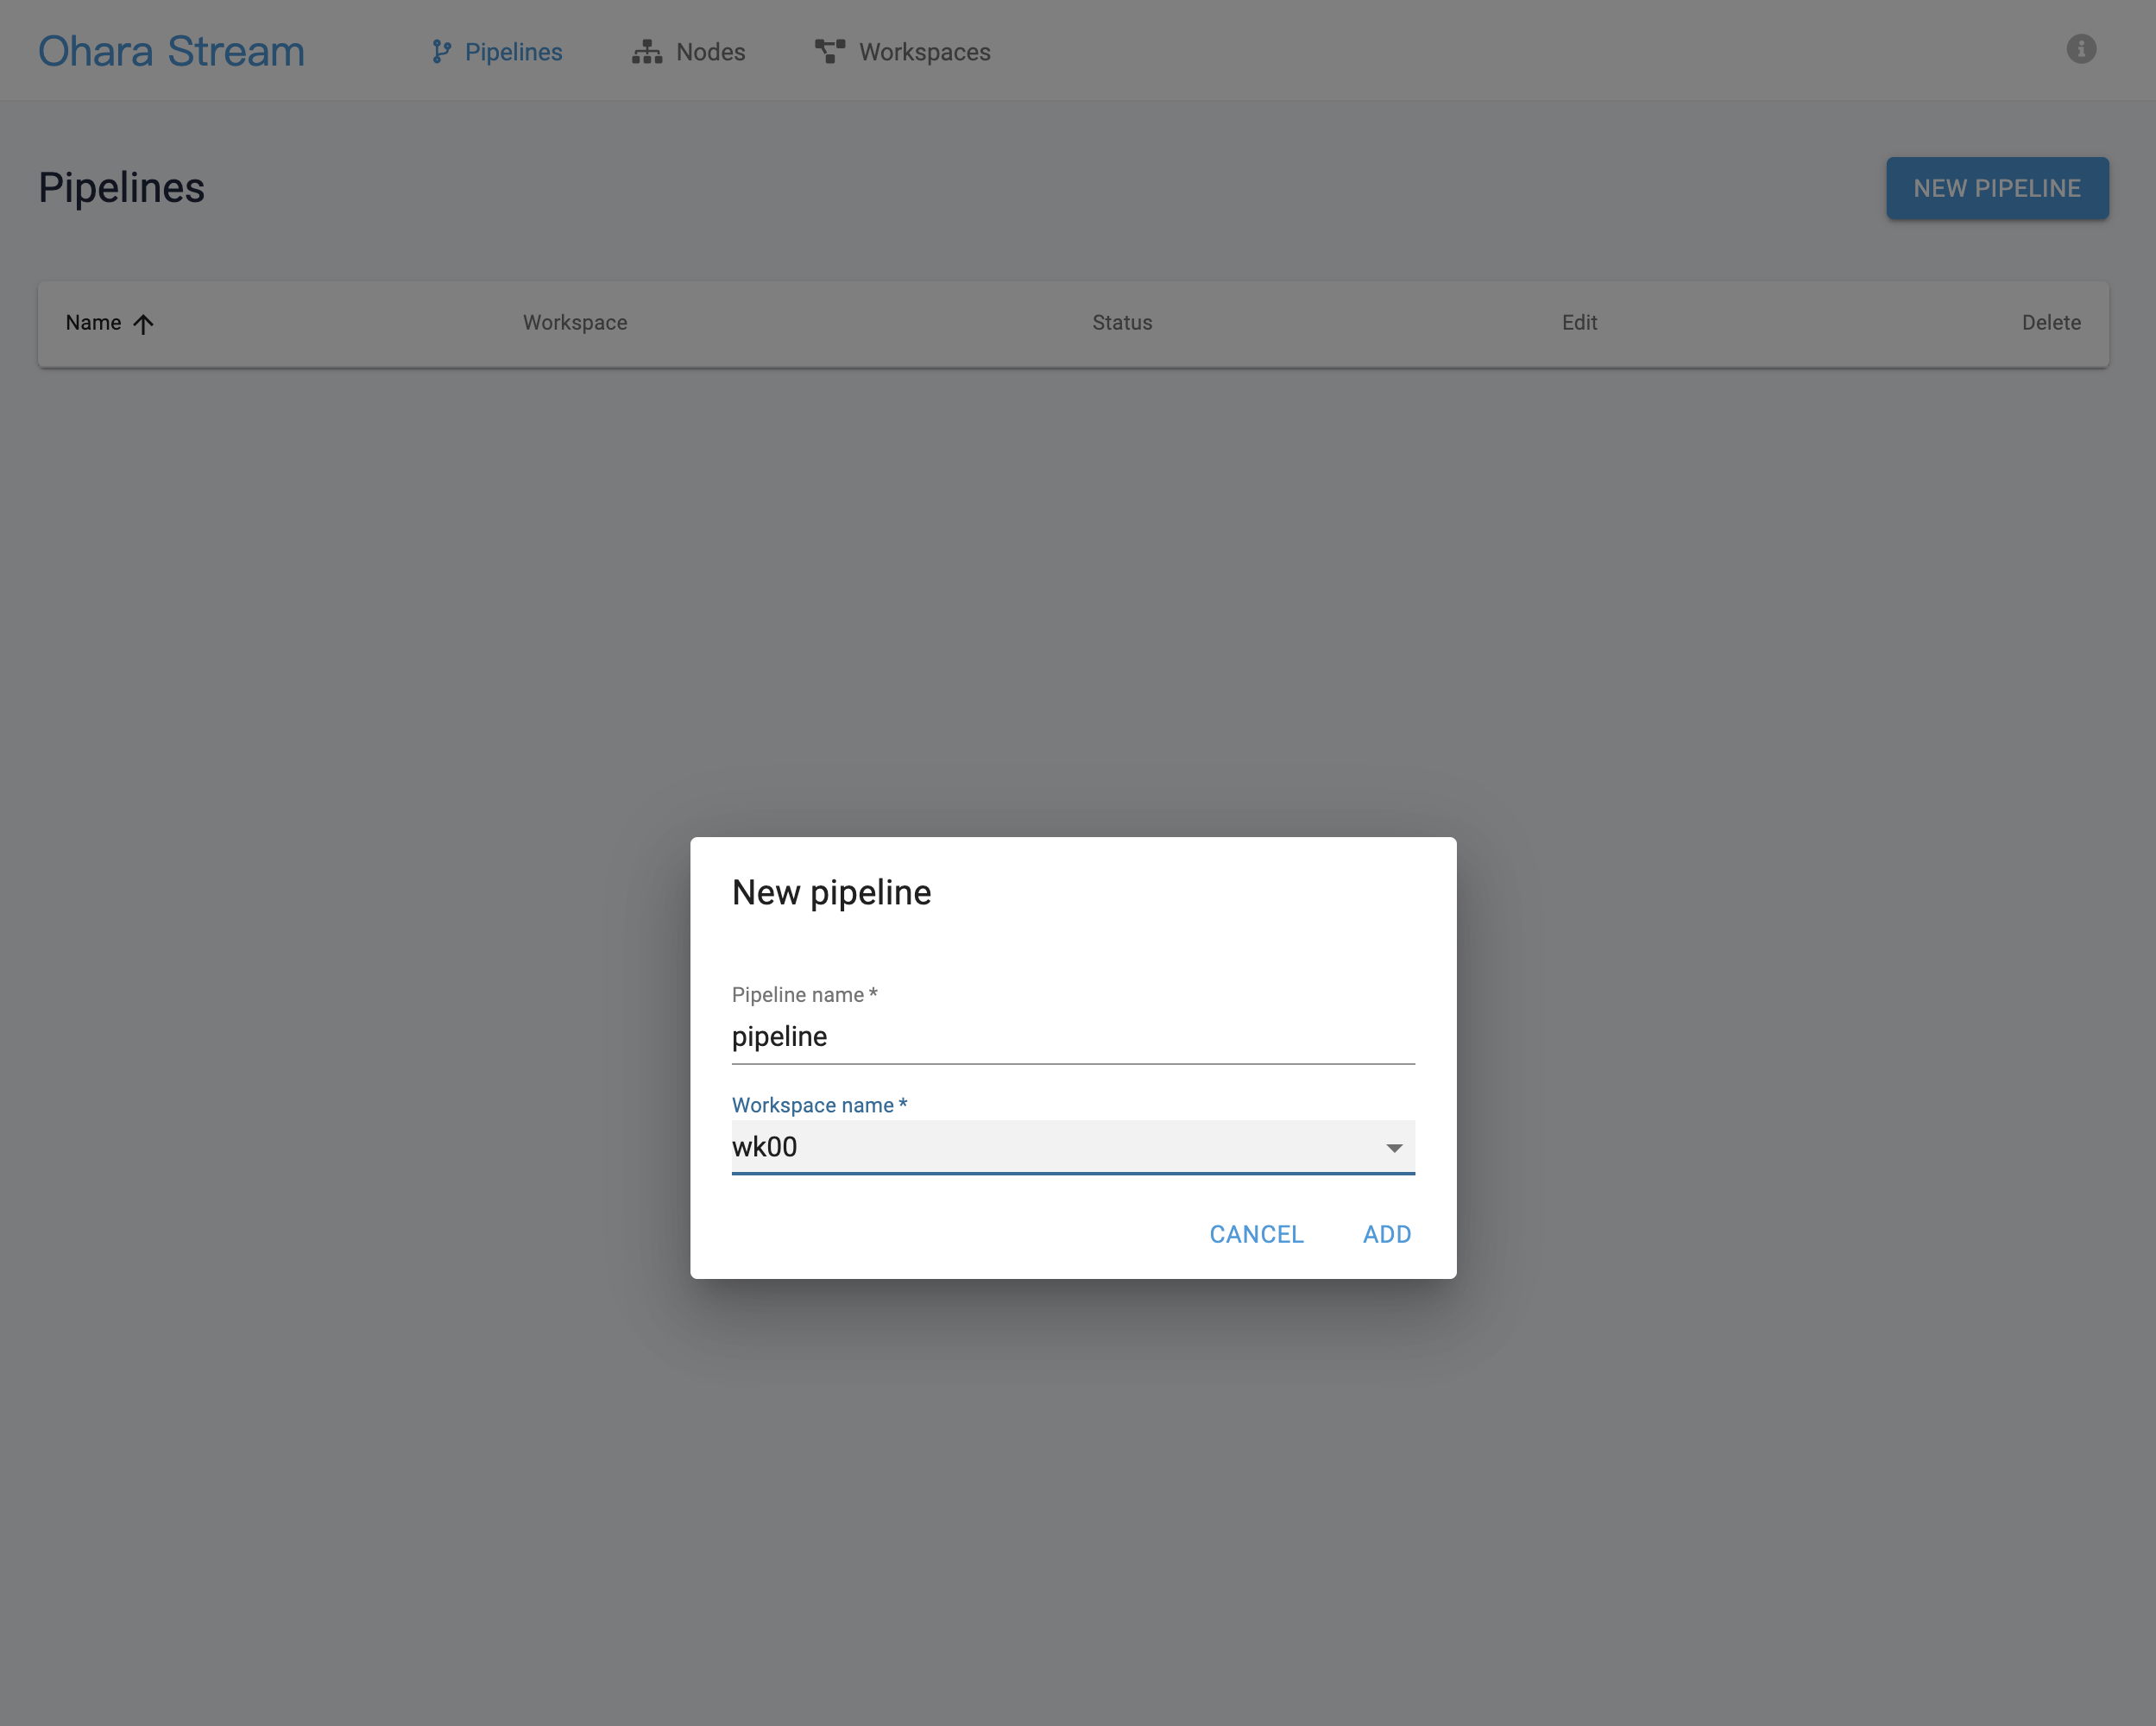 Ohara Stream Pipelines Nodes Workspaces
Pipelines NEW PIPELINE
Name Workspace Status Edit Delete
New pipeline
Pipeline name *
pipeline
Workspace name *
wk00
CANCEL ADD